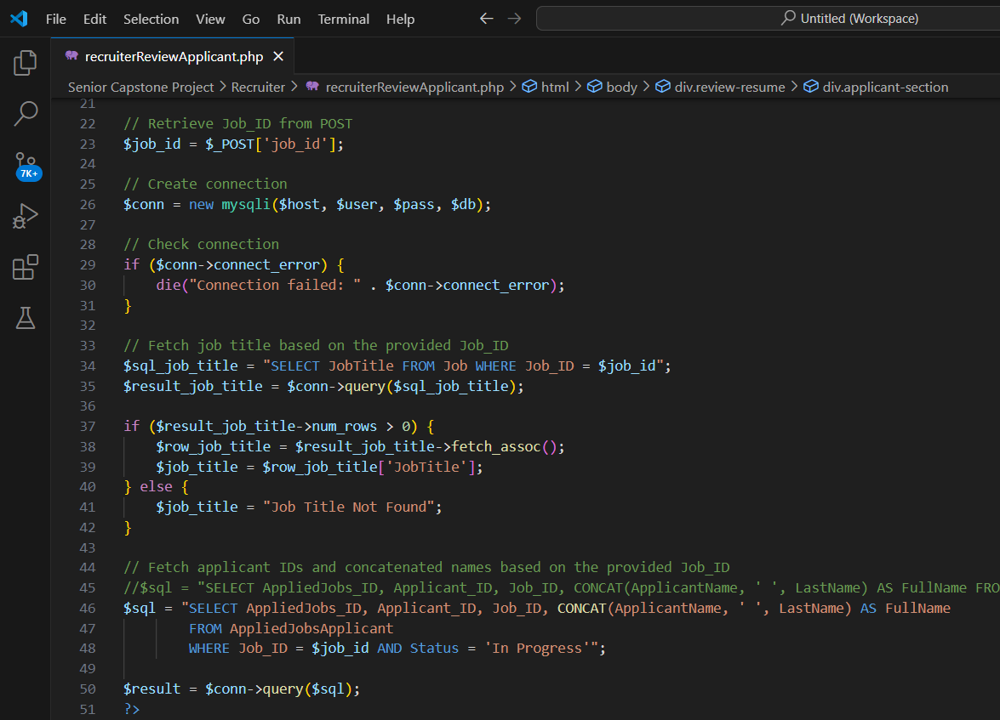 File Edit Selection View Go Run Terminal Help Untitled (Workspace)
recruiterReviewApplicant.php
Senior Capstone Project > Recruiter > recruiterReviewApplicant.php > html > body > div.review-resume > div.applicant-section
21
22 // Retrieve Job_ID from POST
23 $job_id = $_POST['job_id'];
24
25 // Create connection
26 $conn = new mysqli($host, $user, $pass, $db);
27
28 // Check connection
29 if ($conn->connect_error) {
30 die("Connection failed: " . $conn->connect_error);
31 }
32
33 // Fetch job title based on the provided Job_ID
34 $sql_job_title = "SELECT JobTitle FROM Job WHERE Job_ID = $job_id";
35 $result_job_title = $conn->query($sql_job_title);
36
37 if ($result_job_title->num_rows > 0) {
38 $row_job_title = $result_job_title->fetch_assoc();
39 $job_title = $row_job_title['JobTitle'];
40 } else {
41 $job_title = "Job Title Not Found";
42 }
43
44 // Fetch applicant IDs and concatenated names based on the provided Job_ID
45 //$sql = "SELECT AppliedJobs_ID, Applicant_ID, Job_ID, CONCAT(ApplicantName, ' ', LastName) AS FullName FRO
46 $sql = "SELECT AppliedJobs_ID, Applicant_ID, Job_ID, CONCAT(ApplicantName, ' ', LastName) AS FullName
47 FROM AppliedJobsApplicant
48 WHERE Job_ID = $job_id AND Status = 'In Progress'";
49
50 $result = $conn->query($sql);
51 ?>
7K+